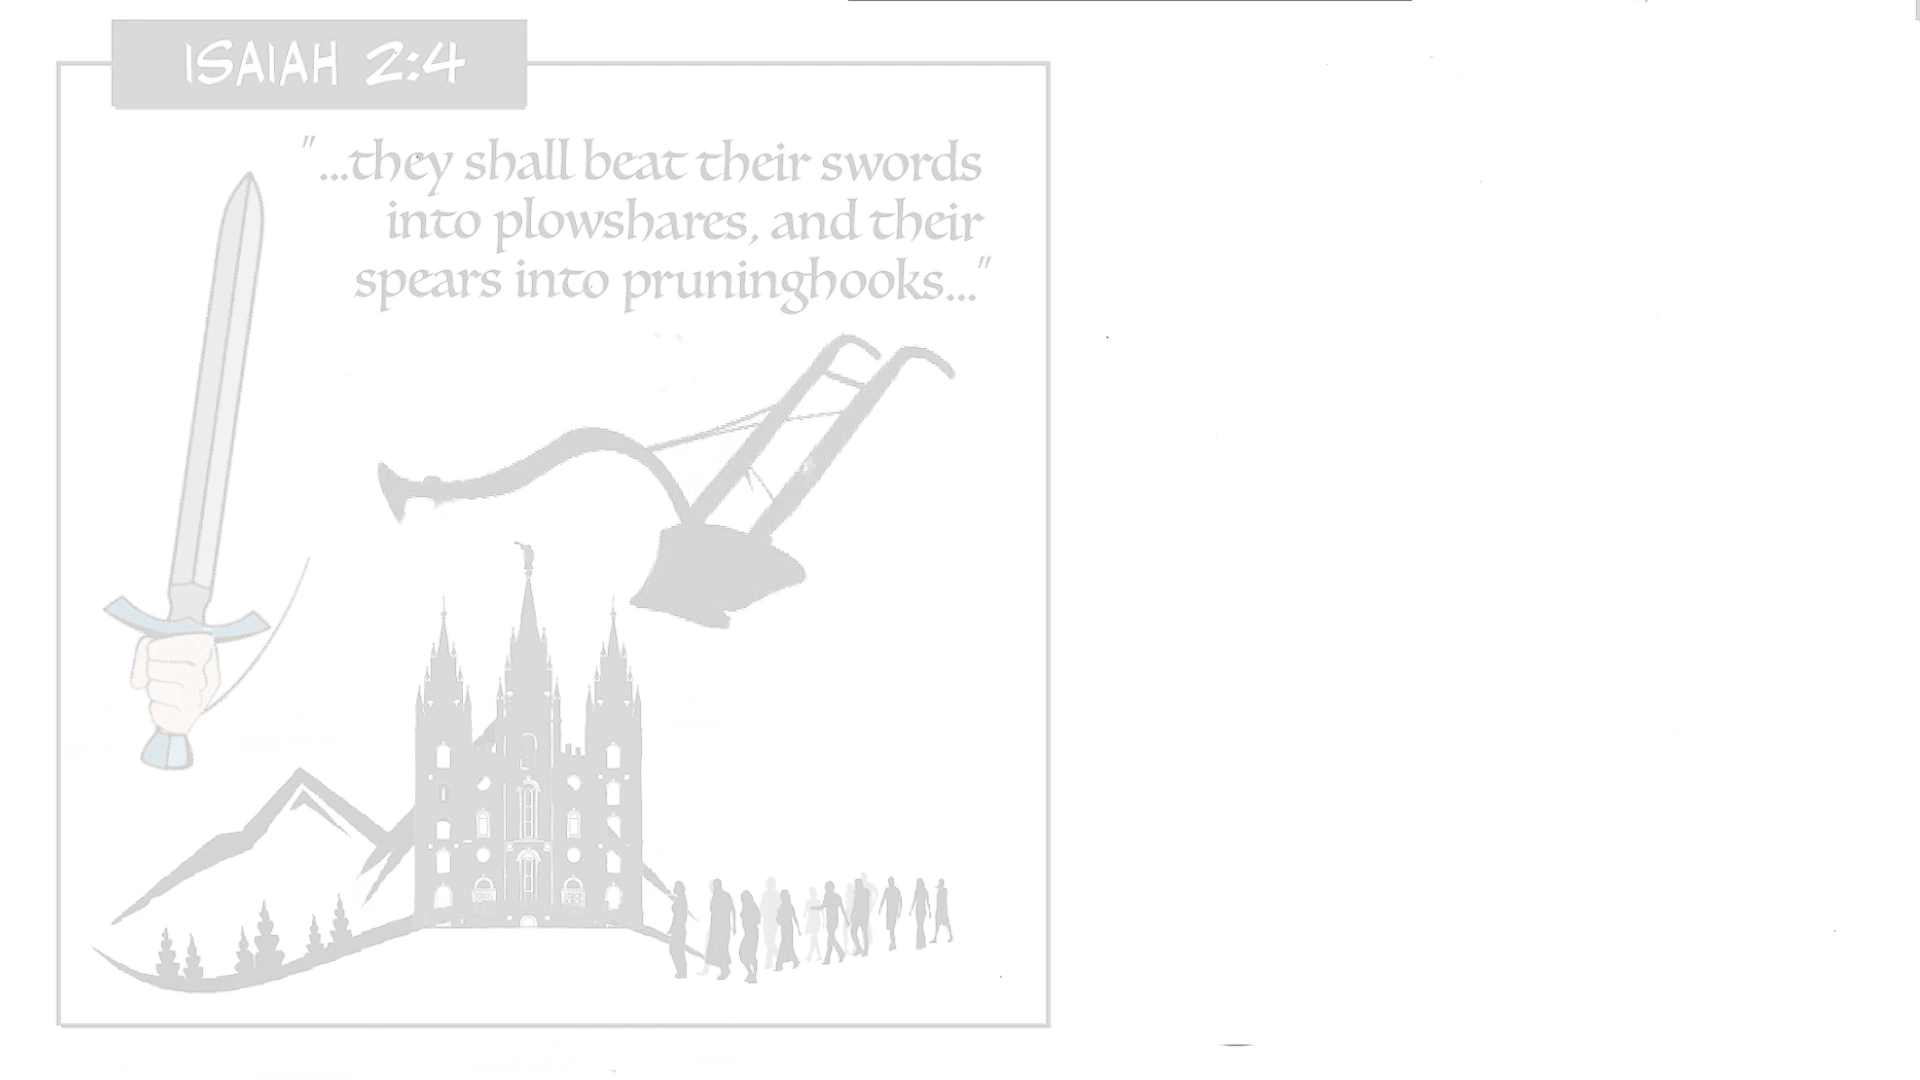 ISAIAH 2:4
"...they shall beat their swords
into plowshares, and their
spears into pruninghooks..."